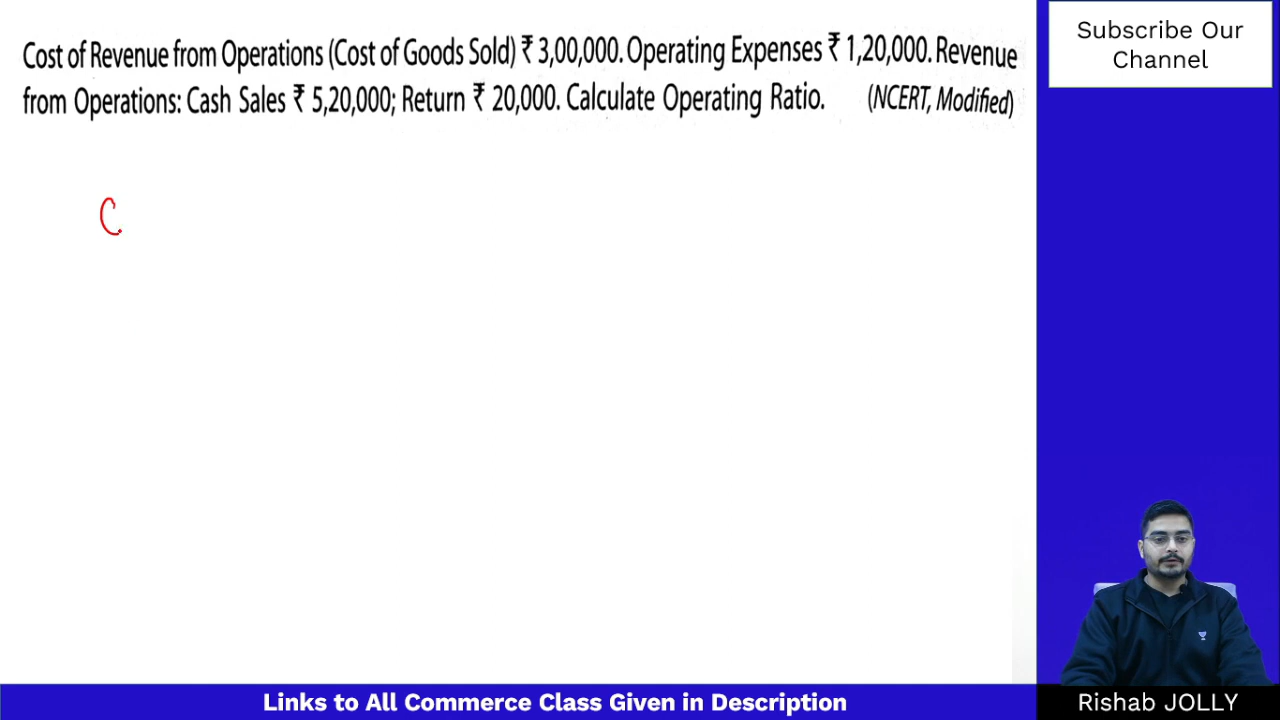 Cost of Revenue from Operations (Cost of Goods Sold) ₹ 3,00,000. Operating Expenses ₹ 1,20,000. Revenue
from Operations: Cash Sales ₹ 5,20,000; Return ₹ 20,000. Calculate Operating Ratio. (NCERT, Modified)
C
Subscribe Our
Channel
Links to All Commerce Class Given in Description
Rishab JOLLY